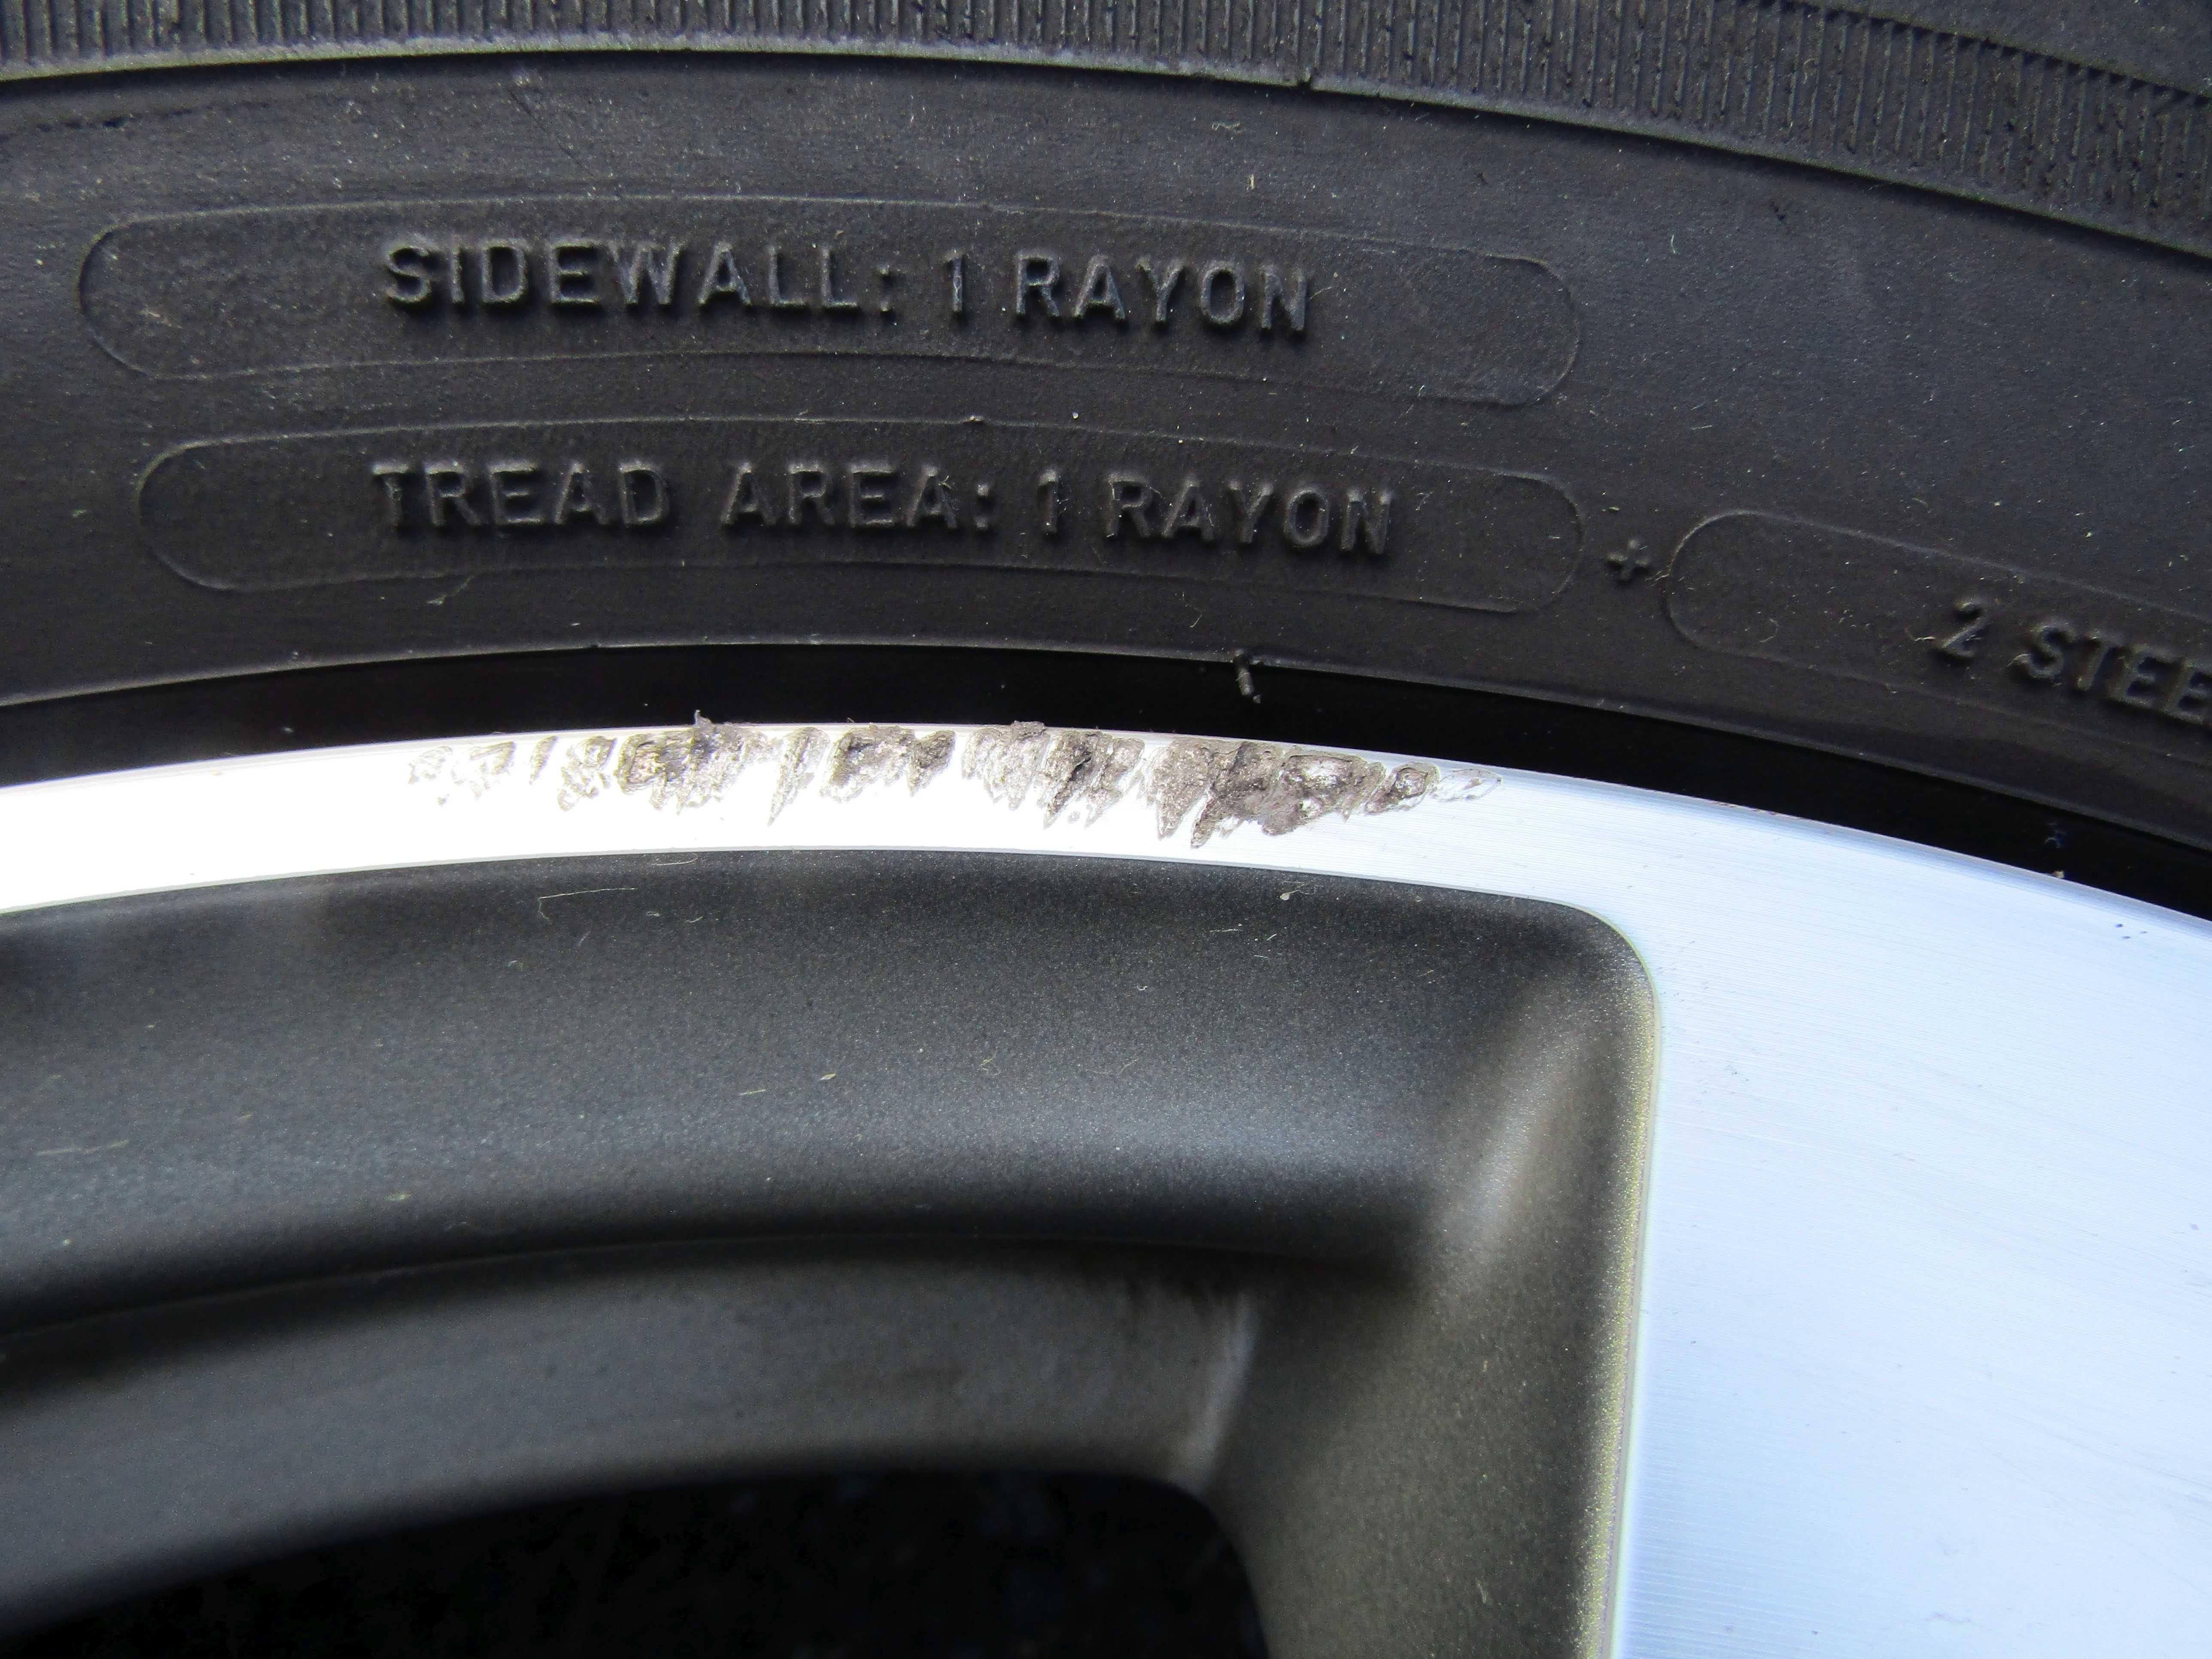 SIDEWALL: 1 RAYON
TREAD AREA: 1 RAYON + 2 STEE